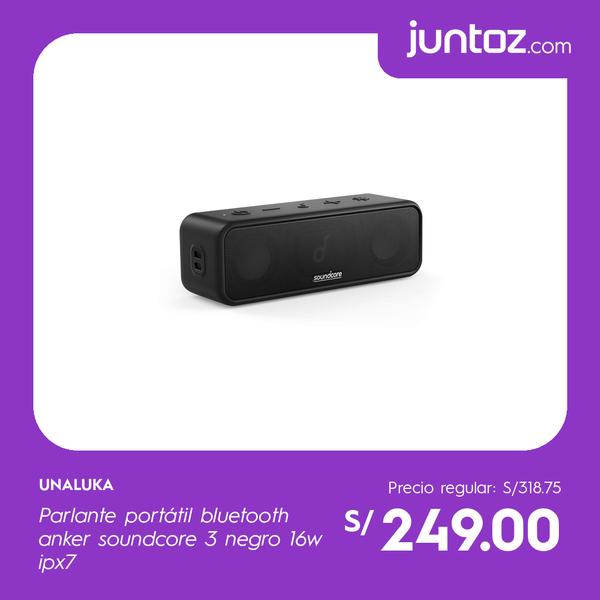 juntoz.com
soundcore
UNALUKA
Parlante portátil bluetooth
anker soundcore 3 negro 16w
ipx7
Precio regular: S/318.75
S/249.00